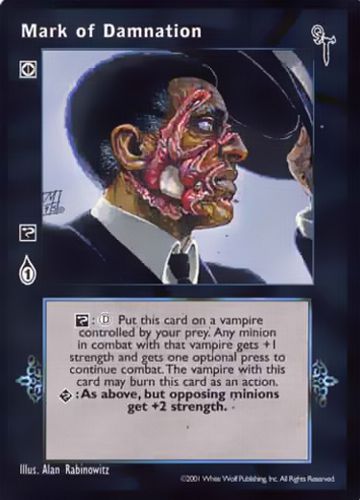 Mark of Damnation
1
: D Put this card on a vampire
controlled by your prey. Any minion
in combat with that vampire gets +1
strength and gets one optional press to
continue combat. The vampire with this
card may burn this card as an action.
:As above, but opposing minions
get +2 strength.
Illus. Alan Rabinowitz
©2001 White Wolf Publishing, Inc. All Rights Reserved.